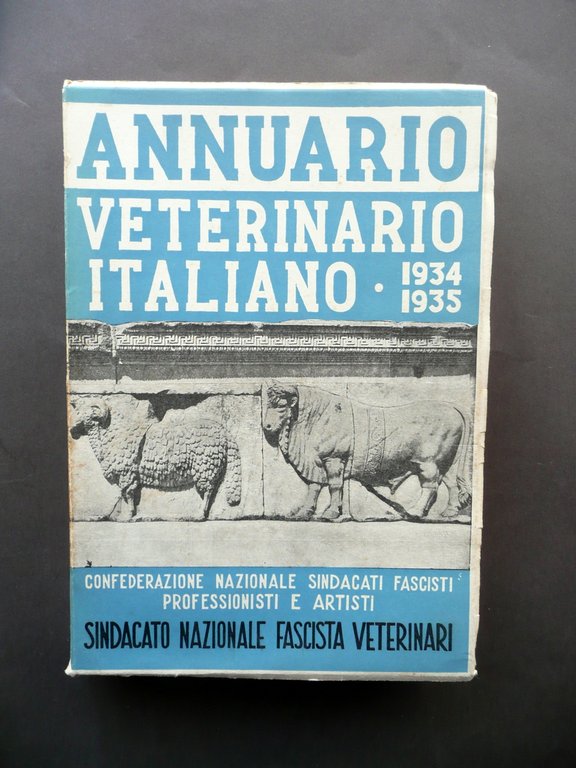 ANNUARIO
VETERINARIO
ITALIANO · 1934
1935
CONFEDERAZIONE NAZIONALE SINDACATI FASCISTI
PROFESSIONISTI E ARTISTI
SINDACATO NAZIONALE FASCISTA VETERINARI